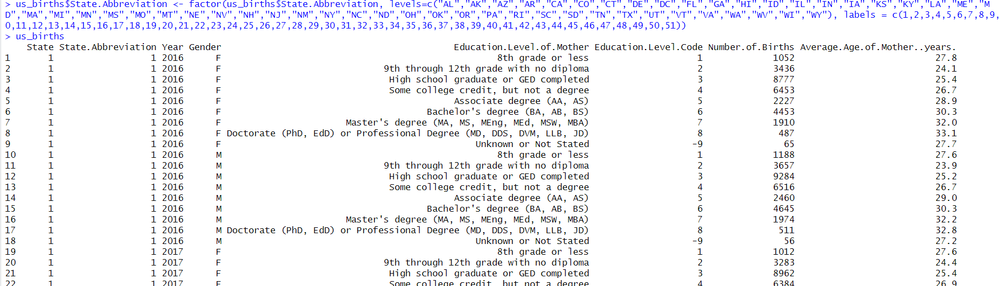 > us_births$State.Abbreviation <- factor(us_births$State.Abbreviation, levels=c("AL","AK","AZ","AR","CA","CO","CT","DE","DC","FL","GA","HI","ID","IL","IN","IA","KS","KY","LA","ME","M
D","MA","MI","MN","MS","MO","MT","NE","NV","NH","NJ","NM","NY","NC","ND","OH","OK","OR","PA","RI","SC","SD","TN","TX","UT","VT","VA","WA","WV","WI","WY"), labels = c(1,2,3,4,5,6,7,8,9,
0,11,12,13,14,15,16,17,18,19,20,21,22,23,24,25,26,27,28,29,30,31,32,33,34,35,36,37,38,39,40,41,42,43,44,45,46,47,48,49,50,51))
> us_births
State State.Abbreviation Year Gender Education.Level.of.Mother Education.Level.Code Number.of.Births Average.Age.of.Mother..years.
1 1 1 2016 F 8th grade or less 1 1052 27.8
2 1 1 2016 F 9th through 12th grade with no diploma 2 3436 24.1
3 1 1 2016 F High school graduate or GED completed 3 8777 25.4
4 1 1 2016 F Some college credit, but not a degree 4 6453 26.7
5 1 1 2016 F Associate degree (AA, AS) 5 2227 28.9
6 1 1 2016 F Bachelor's degree (BA, AB, BS) 6 4453 30.3
7 1 1 2016 F Master's degree (MA, MS, MEng, MEd, MSW, MBA) 7 1910 32.0
8 1 1 2016 F Doctorate (PhD, EdD) or Professional Degree (MD, DDS, DVM, LLB, JD) 8 487 33.1
9 1 1 2016 F Unknown or Not Stated -9 65 27.7
10 1 1 2016 M 8th grade or less 1 1188 27.6
11 1 1 2016 M 9th through 12th grade with no diploma 2 3657 23.9
12 1 1 2016 M High school graduate or GED completed 3 9284 25.2
13 1 1 2016 M Some college credit, but not a degree 4 6516 26.7
14 1 1 2016 M Associate degree (AA, AS) 5 2460 29.0
15 1 1 2016 M Bachelor's degree (BA, AB, BS) 6 4645 30.3
16 1 1 2016 M Master's degree (MA, MS, MEng, MEd, MSW, MBA) 7 1974 32.2
17 1 1 2016 M Doctorate (PhD, EdD) or Professional Degree (MD, DDS, DVM, LLB, JD) 8 511 32.8
18 1 1 2016 M Unknown or Not Stated -9 56 27.2
19 1 1 2017 F 8th grade or less 1 1012 27.6
20 1 1 2017 F 9th through 12th grade with no diploma 2 3283 24.4
21 1 1 2017 F High school graduate or GED completed 3 8962 25.4
22 1 1 2017 F Some college credit, but not a degree 4 6384 26.9